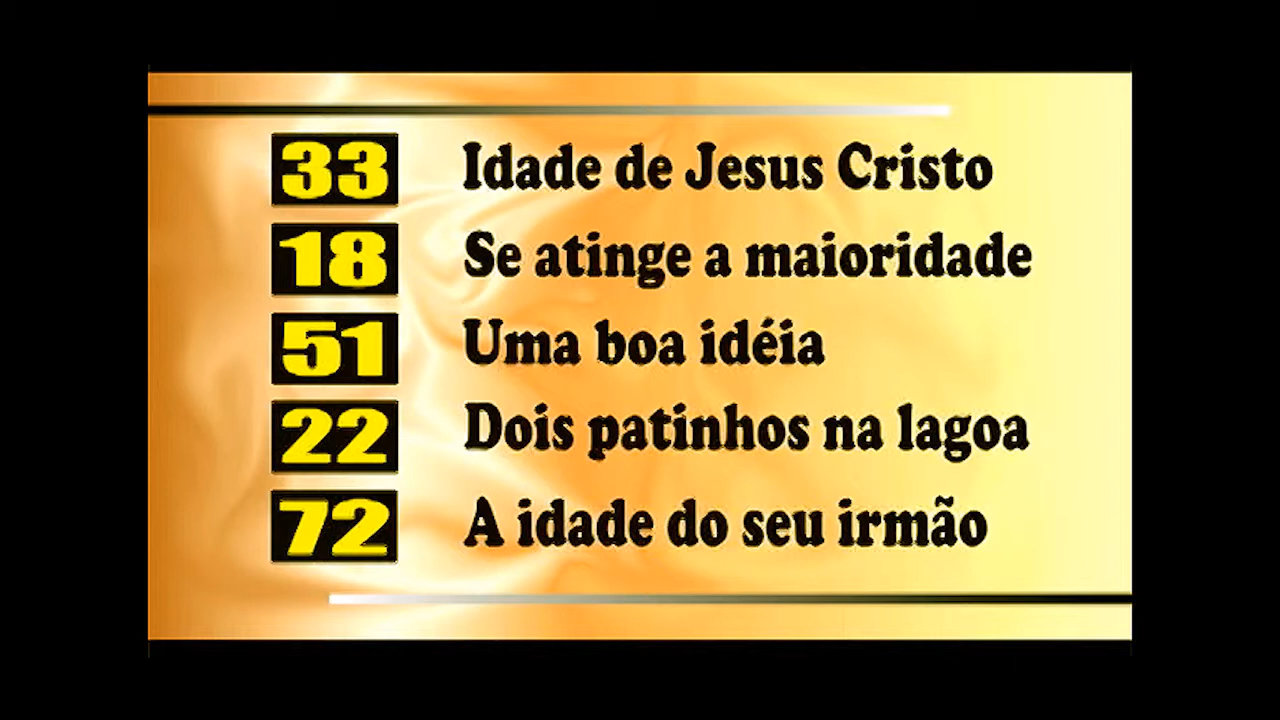 33 Idade de Jesus Cristo
18 Se atinge a maioridade
51 Uma boa idéia
22 Dois patinhos na lagoa
72 A idade do seu irmão